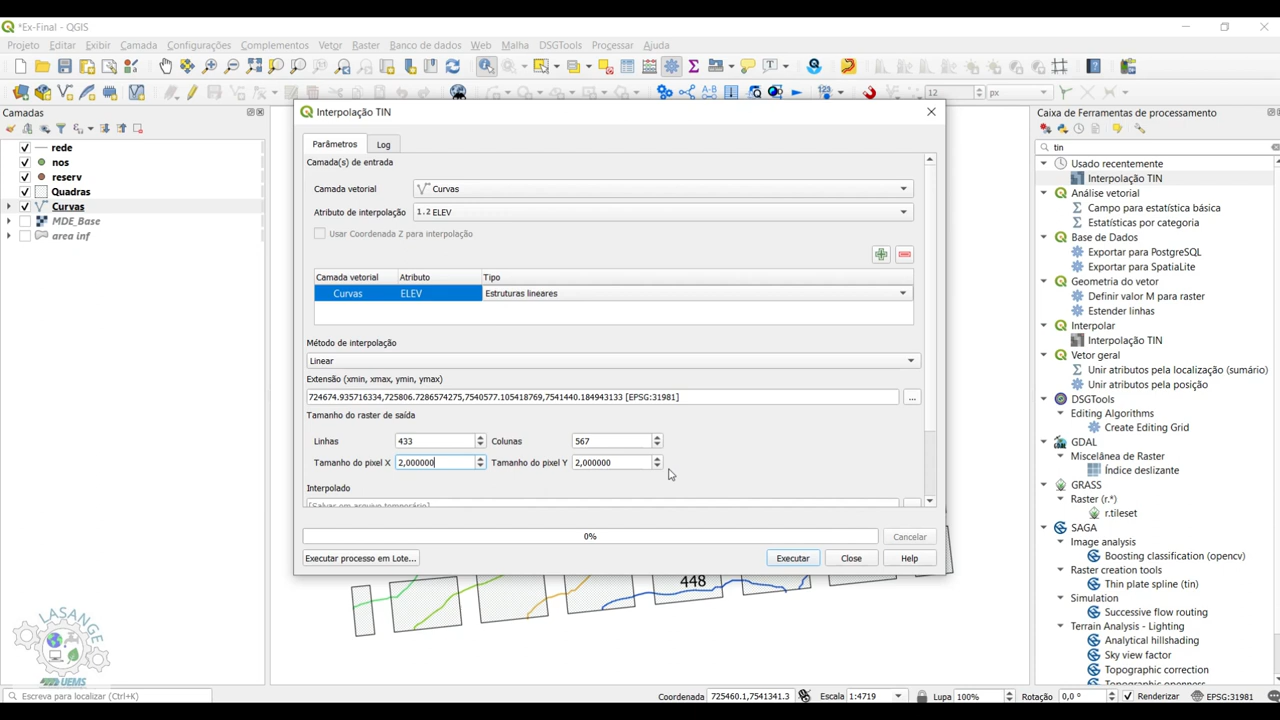 *Ex-Final — QGIS
Projeto Editar Exibir Camada Configurações Complementos Vetor Raster Banco de dados Web Malha DSGTools Processar Ajuda
12 px
Camadas
rede
nos
reserv
Quadras
Curvas
MDE_Base
area inf
Interpolação TIN
Parâmetros Log
Camada(s) de entrada
Camada vetorial Curvas
Atributo de interpolação 1.2 ELEV
Usar Coordenada Z para interpolação
Camada vetorial Atributo Tipo
Curvas ELEV Estruturas lineares
Método de interpolação
Linear
Extensão (xmin, xmax, ymin, ymax)
724674.935716334,725806.7286574275,7540577.105418769,7541440.184943133 [EPSG:31981]
...
Tamanho do raster de saída
Linhas 433 Colunas 567
Tamanho do pixel X 2,000000 Tamanho do pixel Y 2,000000
Interpolado
[Salvar em arquivo temporário]
0%
Cancelar
Executar processo em Lote... Executar Close Help
448
Caixa de Ferramentas de processamento
tin
Usado recentemente
Interpolação TIN
Análise vetorial
Campo para estatística básica
Estatísticas por categoria
Base de Dados
Exportar para PostgreSQL
Exportar para SpatiaLite
Geometria do vetor
Definir valor M para raster
Estender linhas
Interpolar
Interpolação TIN
Vetor geral
Unir atributos pela localização (sumário)
Unir atributos pela posição
DSGTools
Editing Algorithms
Create Editing Grid
GDAL
Miscelânea de Raster
Índice deslizante
GRASS
Raster (r.*)
r.tileset
SAGA
Image analysis
Boosting classification (opencv)
Raster creation tools
Thin plate spline (tin)
Simulation
Successive flow routing
Terrain Analysis - Lighting
Analytical hillshading
Sky view factor
Topographic correction
Topographic openness
LASANGE
UEMS
Escreva para localizar (Ctrl+K)
Coordenada 725460.1,7541341.3 Escala 1:4719 Lupa 100% Rotação 0,0 ° Renderizar EPSG:31981